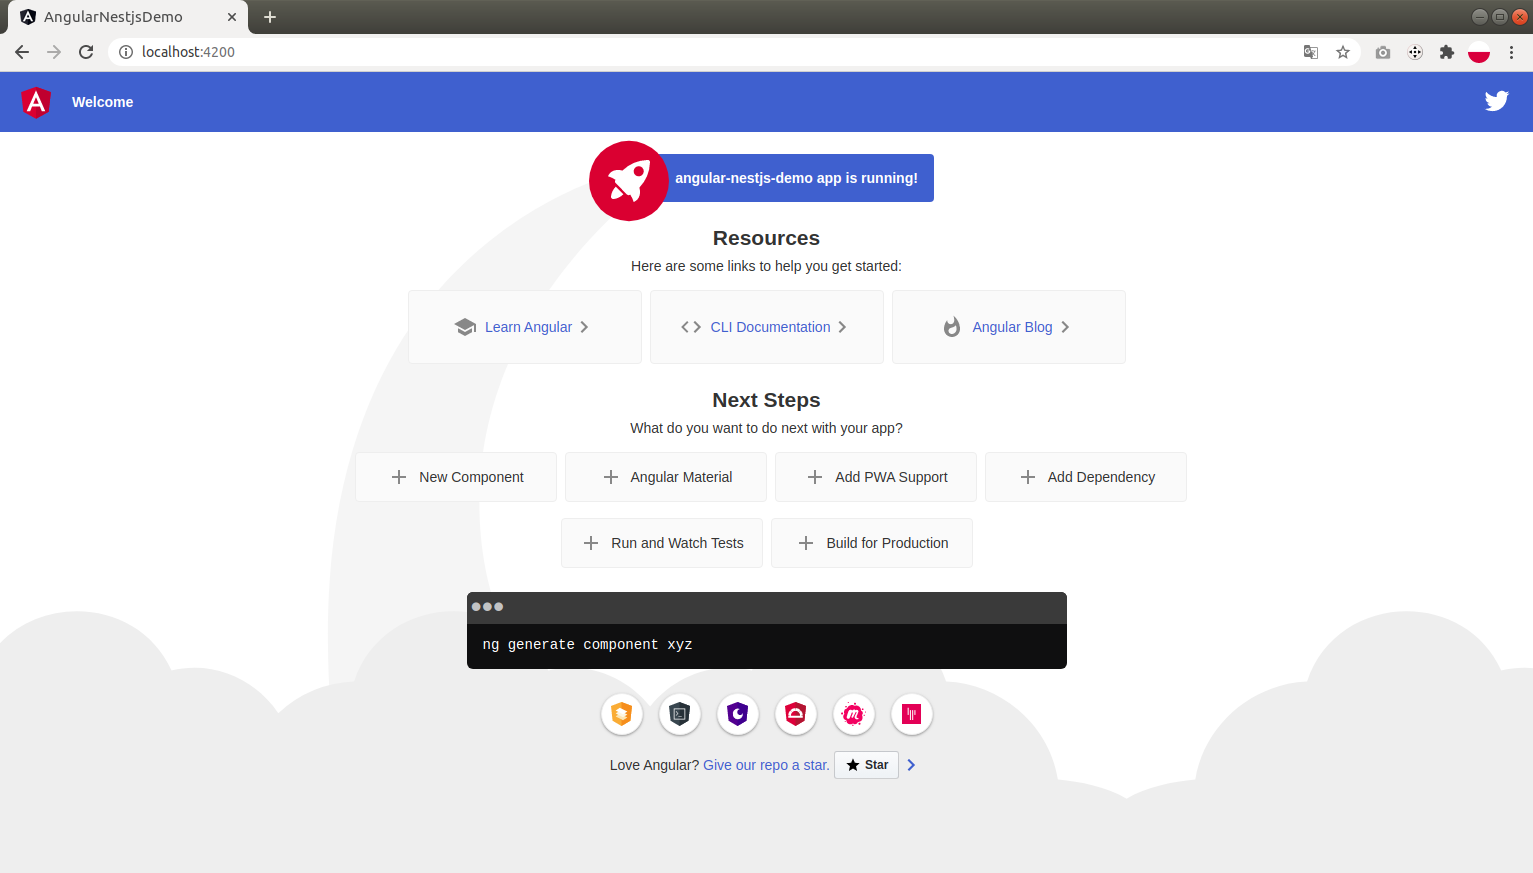 AngularNestjsDemo
localhost:4200
Welcome
angular-nestjs-demo app is running!
Resources
Here are some links to help you get started:
Learn Angular
CLI Documentation
Angular Blog
Next Steps
What do you want to do next with your app?
New Component
Angular Material
Add PWA Support
Add Dependency
Run and Watch Tests
Build for Production
ng generate component xyz
Love Angular? Give our repo a star. Star